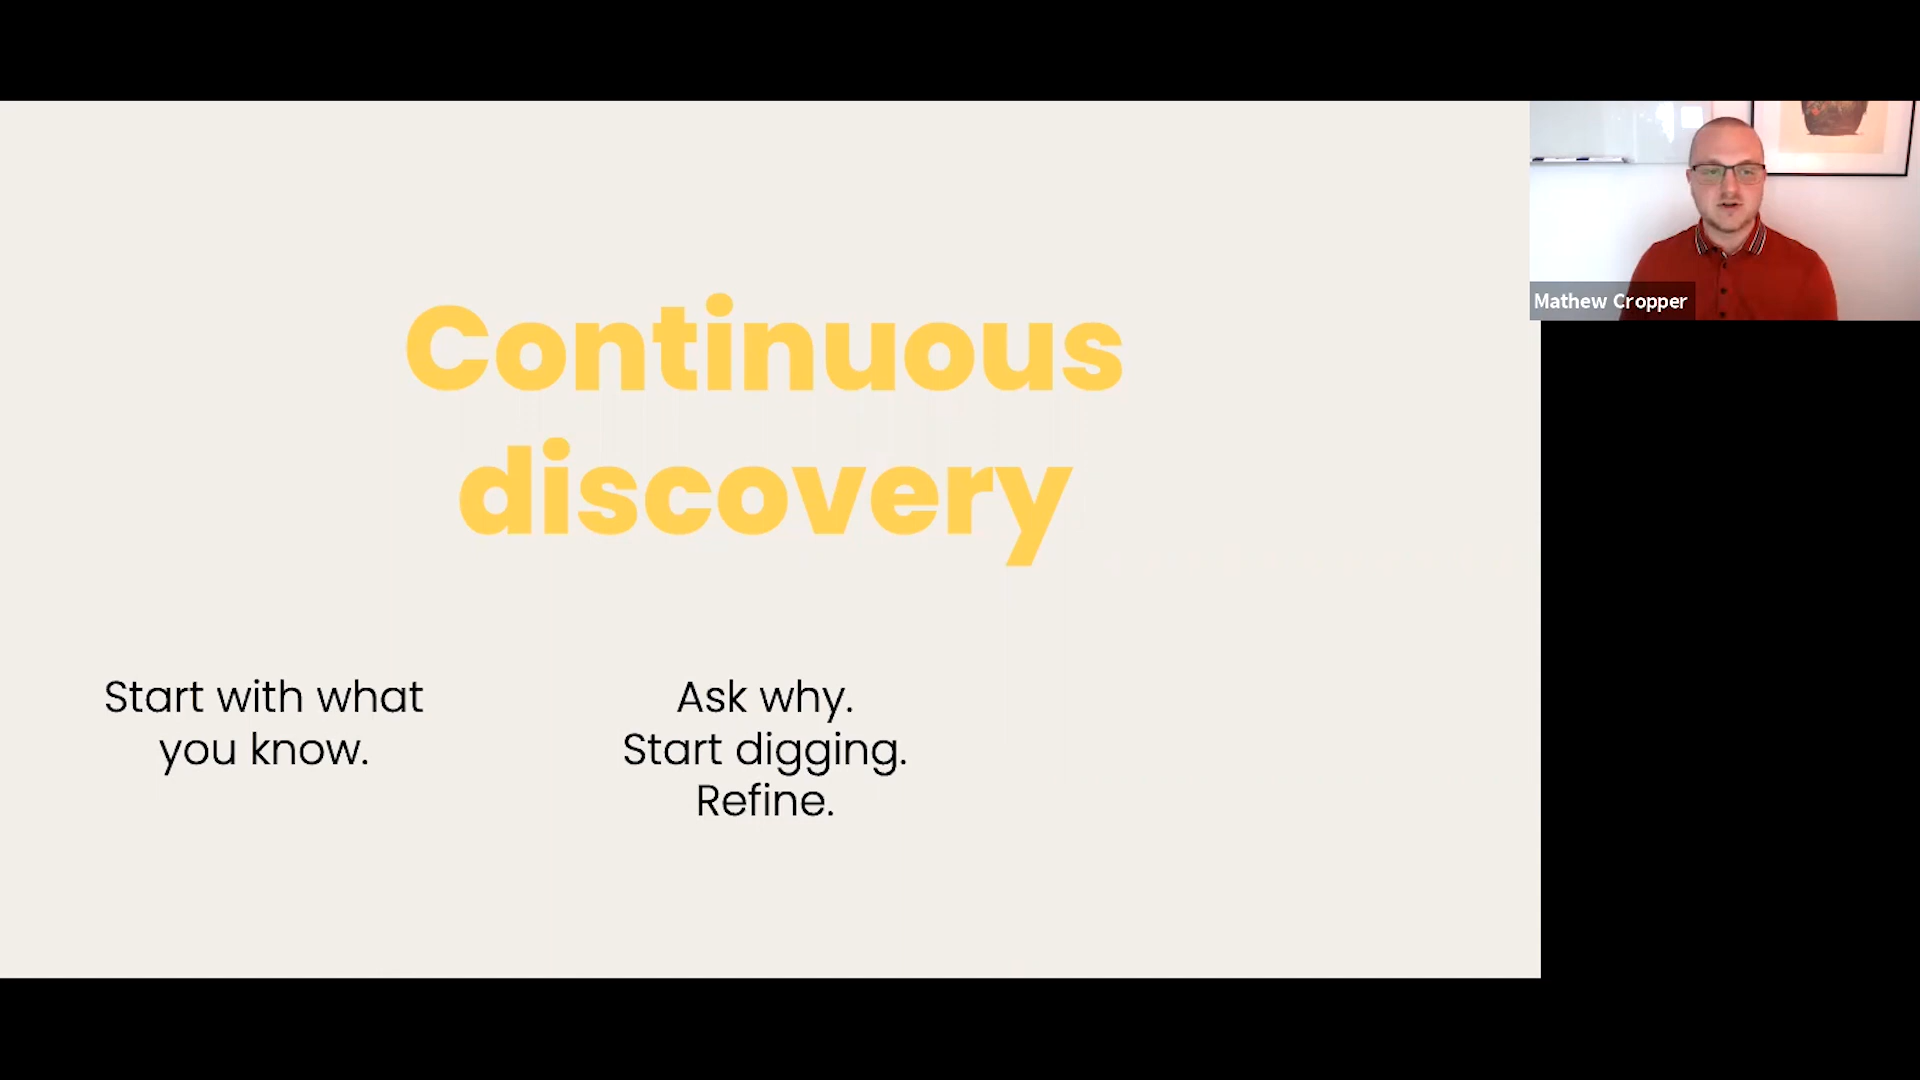 Continuous
discovery
Start with what
you know.
Ask why.
Start digging.
Refine.
Mathew Cropper